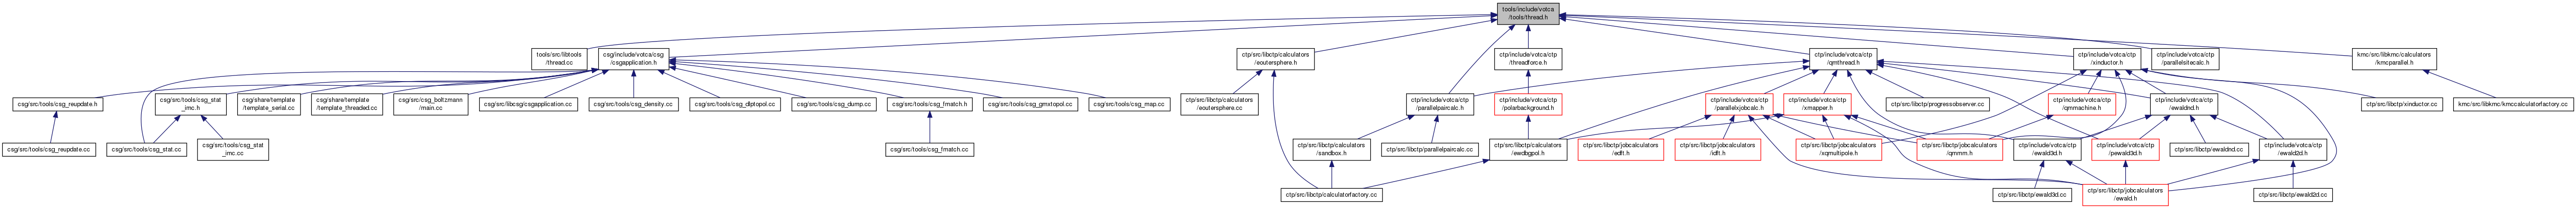 tools/include/votca
/tools/thread.h
tools/src/libtools
/thread.cc
csg/include/votca/csg
/csgapplication.h
ctp/src/libctp/calculators
/eoutersphere.h
ctp/include/votca/ctp
/threadforce.h
ctp/include/votca/ctp
/qmthread.h
ctp/include/votca/ctp
/xinductor.h
ctp/include/votca/ctp
/parallelsitecalc.h
kmc/src/libkmc/calculators
/kmcparallel.h
csg/src/tools/csg_reupdate.h
csg/src/tools/csg_stat
_imc.h
csg/share/template
/template_serial.cc
csg/share/template
/template_threaded.cc
csg/src/csg_boltzmann
/main.cc
csg/src/libcsg/csgapplication.cc
csg/src/tools/csg_density.cc
csg/src/tools/csg_dlptopol.cc
csg/src/tools/csg_dump.cc
csg/src/tools/csg_fmatch.h
csg/src/tools/csg_gmxtopol.cc
csg/src/tools/csg_map.cc
ctp/src/libctp/calculators
/eoutersphere.cc
ctp/include/votca/ctp
/parallelpaircalc.h
ctp/include/votca/ctp
/polarbackground.h
ctp/include/votca/ctp
/parallelxjobcalc.h
ctp/include/votca/ctp
/xmapper.h
ctp/src/libctp/progressobserver.cc
ctp/include/votca/ctp
/qmmachine.h
ctp/include/votca/ctp
/ewaldnd.h
ctp/src/libctp/xinductor.cc
kmc/src/libkmc/kmccalculatorfactory.cc
csg/src/tools/csg_reupdate.cc
csg/src/tools/csg_stat.cc
csg/src/tools/csg_stat
_imc.cc
csg/src/tools/csg_fmatch.cc
ctp/src/libctp/calculators
/sandbox.h
ctp/src/libctp/parallelpaircalc.cc
ctp/src/libctp/calculators
/ewdbgpol.h
ctp/src/libctp/jobcalculators
/edft.h
ctp/src/libctp/jobcalculators
/idft.h
ctp/src/libctp/jobcalculators
/xqmultipole.h
ctp/src/libctp/jobcalculators
/qmmm.h
ctp/include/votca/ctp
/ewald3d.h
ctp/include/votca/ctp
/pewald3d.h
ctp/src/libctp/ewaldnd.cc
ctp/include/votca/ctp
/ewald2d.h
ctp/src/libctp/calculatorfactory.cc
ctp/src/libctp/ewald3d.cc
ctp/src/libctp/jobcalculators
/ewald.h
ctp/src/libctp/ewald2d.cc